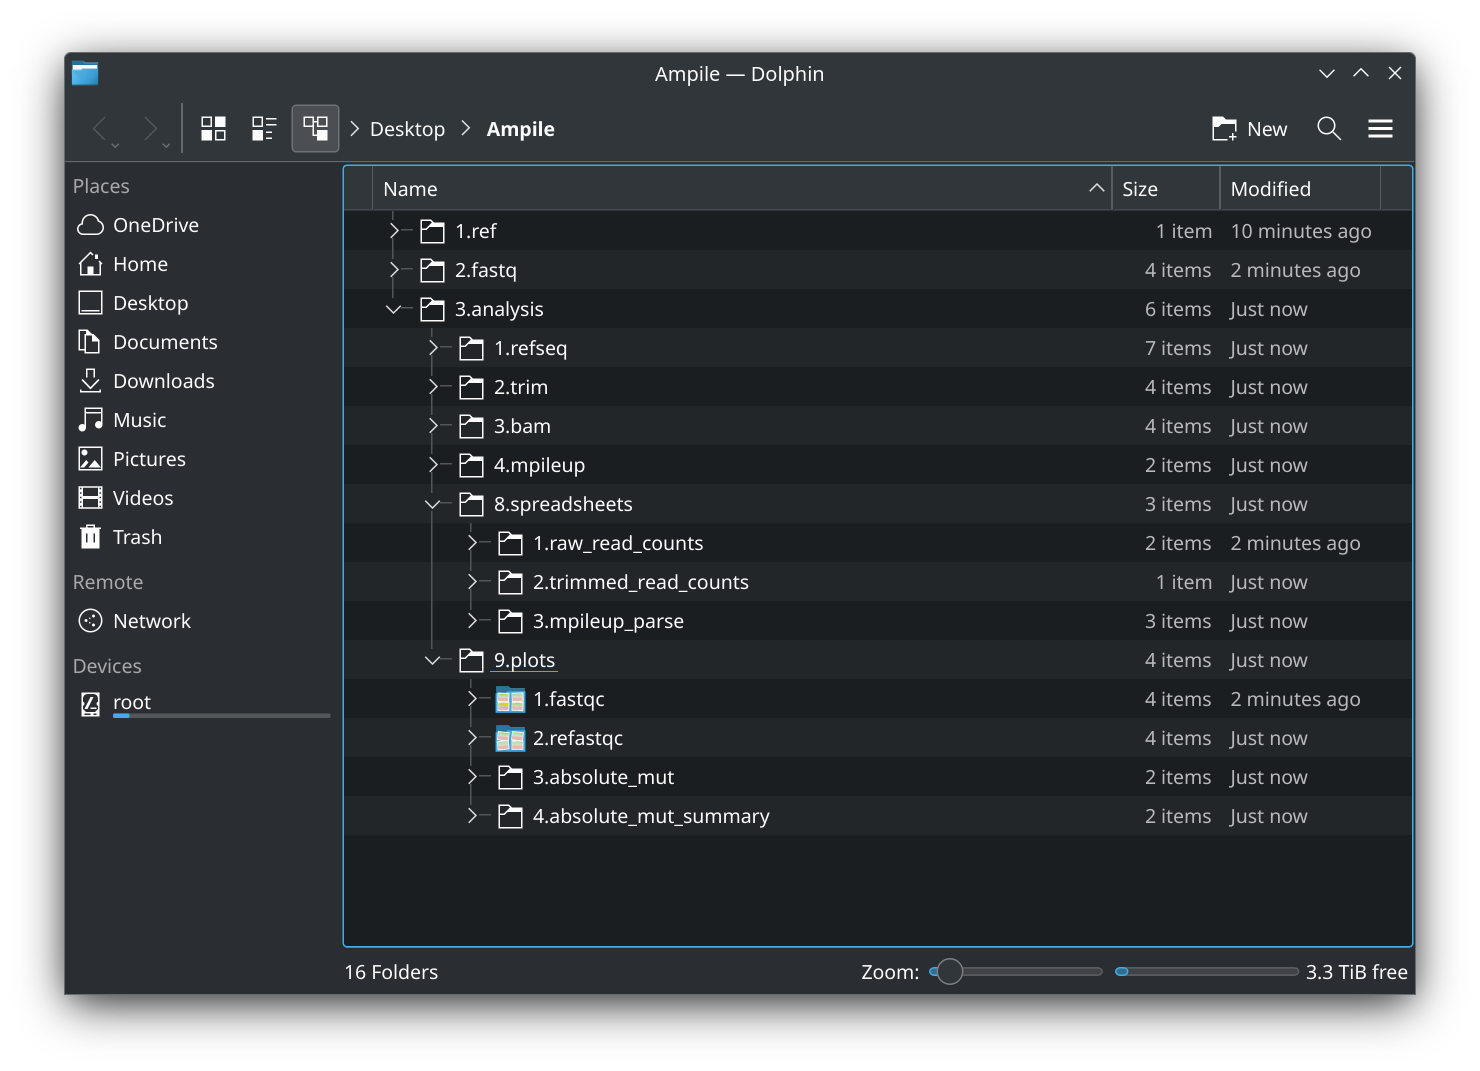 Ampile — Dolphin
Desktop
Ampile
New
Places
OneDrive
Home
Desktop
Documents
Downloads
Music
Pictures
Videos
Trash
Remote
Network
Devices
root
Name Size Modified
1.ref 1 item 10 minutes ago
2.fastq 4 items 2 minutes ago
3.analysis 6 items Just now
1.refseq 7 items Just now
2.trim 4 items Just now
3.bam 4 items Just now
4.mpileup 2 items Just now
8.spreadsheets 3 items Just now
1.raw_read_counts 2 items 2 minutes ago
2.trimmed_read_counts 1 item Just now
3.mpileup_parse 3 items Just now
9.plots 4 items Just now
1.fastqc 4 items 2 minutes ago
2.refastqc 4 items Just now
3.absolute_mut 2 items Just now
4.absolute_mut_summary 2 items Just now
16 Folders Zoom: 3.3 TiB free